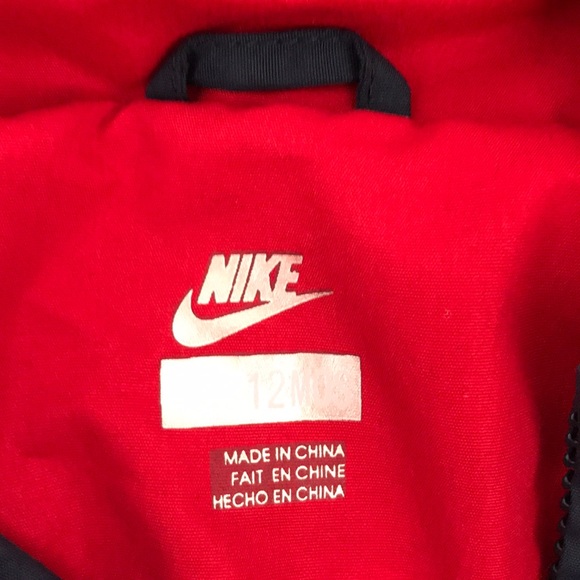 NIKE
12M
MADE IN CHINA
FAIT EN CHINE
HECHO EN CHINA